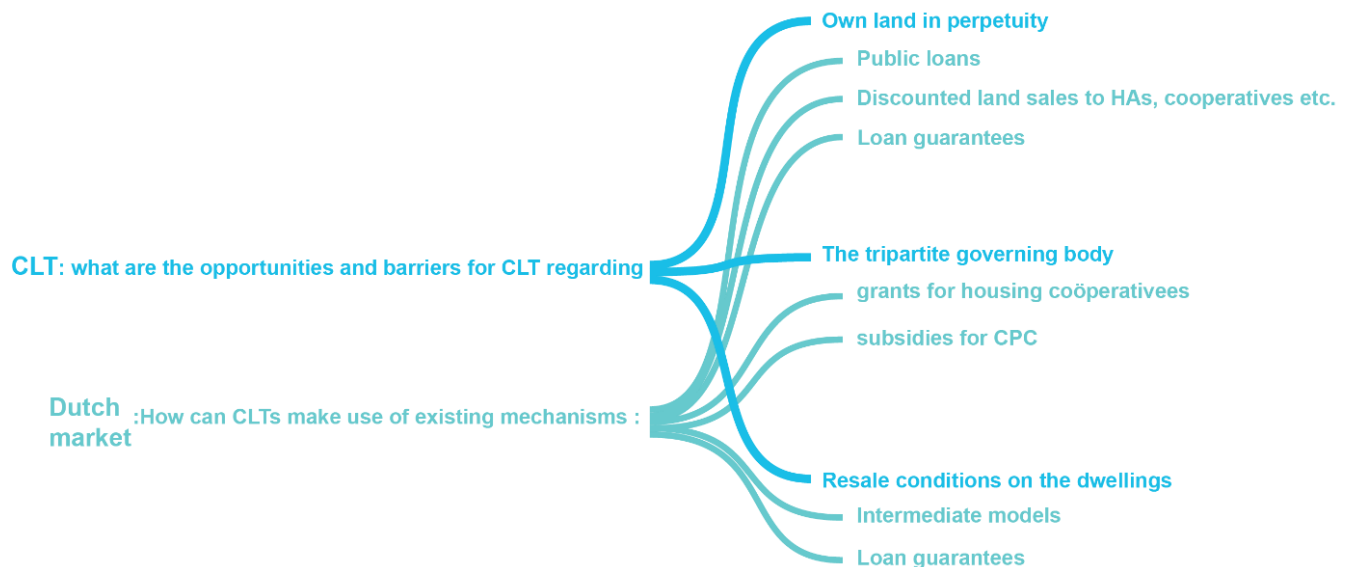 Own land in perpetuity
Public loans
Discounted land sales to HAs, cooperatives etc.
Loan guarantees
CLT: what are the opportunities and barriers for CLT regarding
The tripartite governing body
grants for housing coöperativees
subsidies for CPC
Dutch
market
:How can CLTs make use of existing mechanisms :
Resale conditions on the dwellings
Intermediate models
Loan guarantees